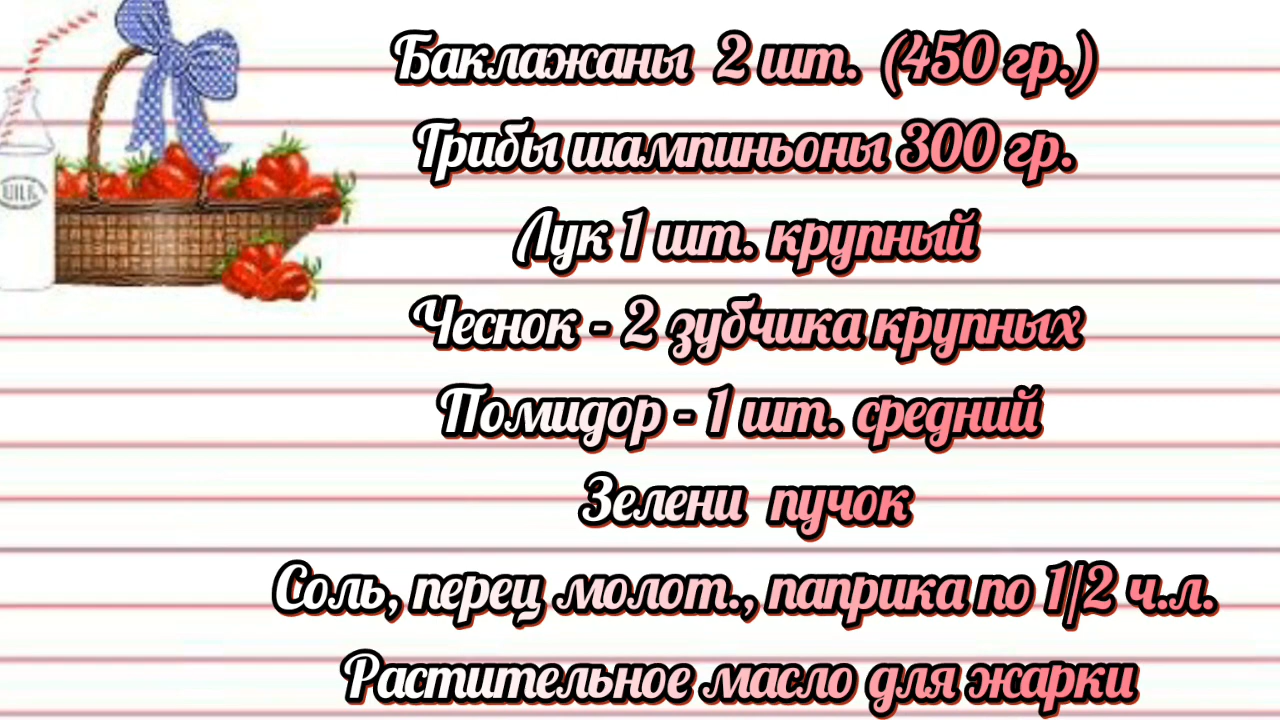 Баклажаны 2 шт. (450 гр.)
Грибы шампиньоны 300 гр.
Лук 1 шт. крупный
Чеснок - 2 зубчика крупных
Помидор - 1 шт. средний
Зелени пучок
Соль, перец молот., паприка по 1/2 ч.л.
Растительное масло для жарки
MILK